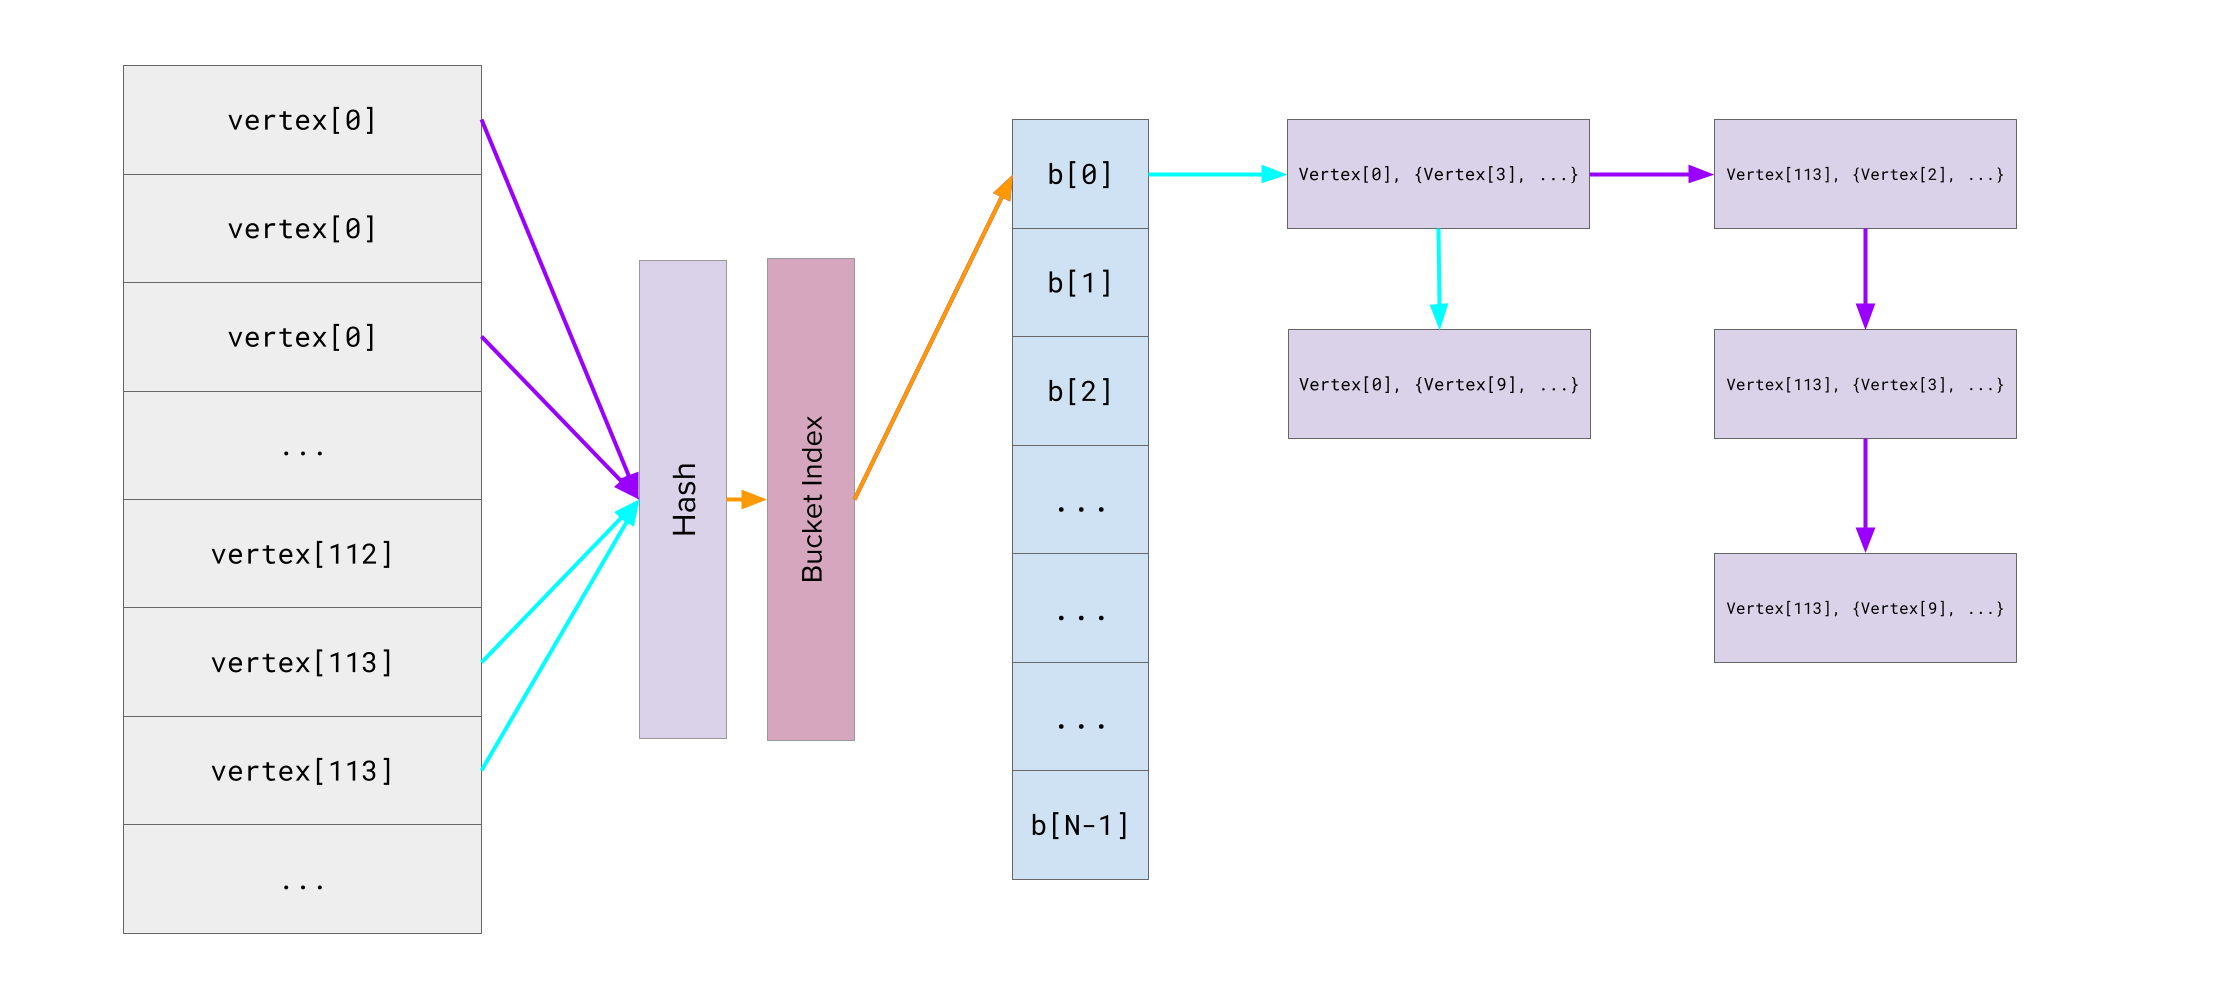 vertex[0]
vertex[0]
vertex[0]
...
vertex[112]
vertex[113]
vertex[113]
...
Hash
Bucket Index
b[0]
b[1]
b[2]
...
...
...
b[N-1]
Vertex[0], {Vertex[3], ...}
Vertex[0], {Vertex[9], ...}
Vertex[113], {Vertex[2], ...}
Vertex[113], {Vertex[3], ...}
Vertex[113], {Vertex[9], ...}